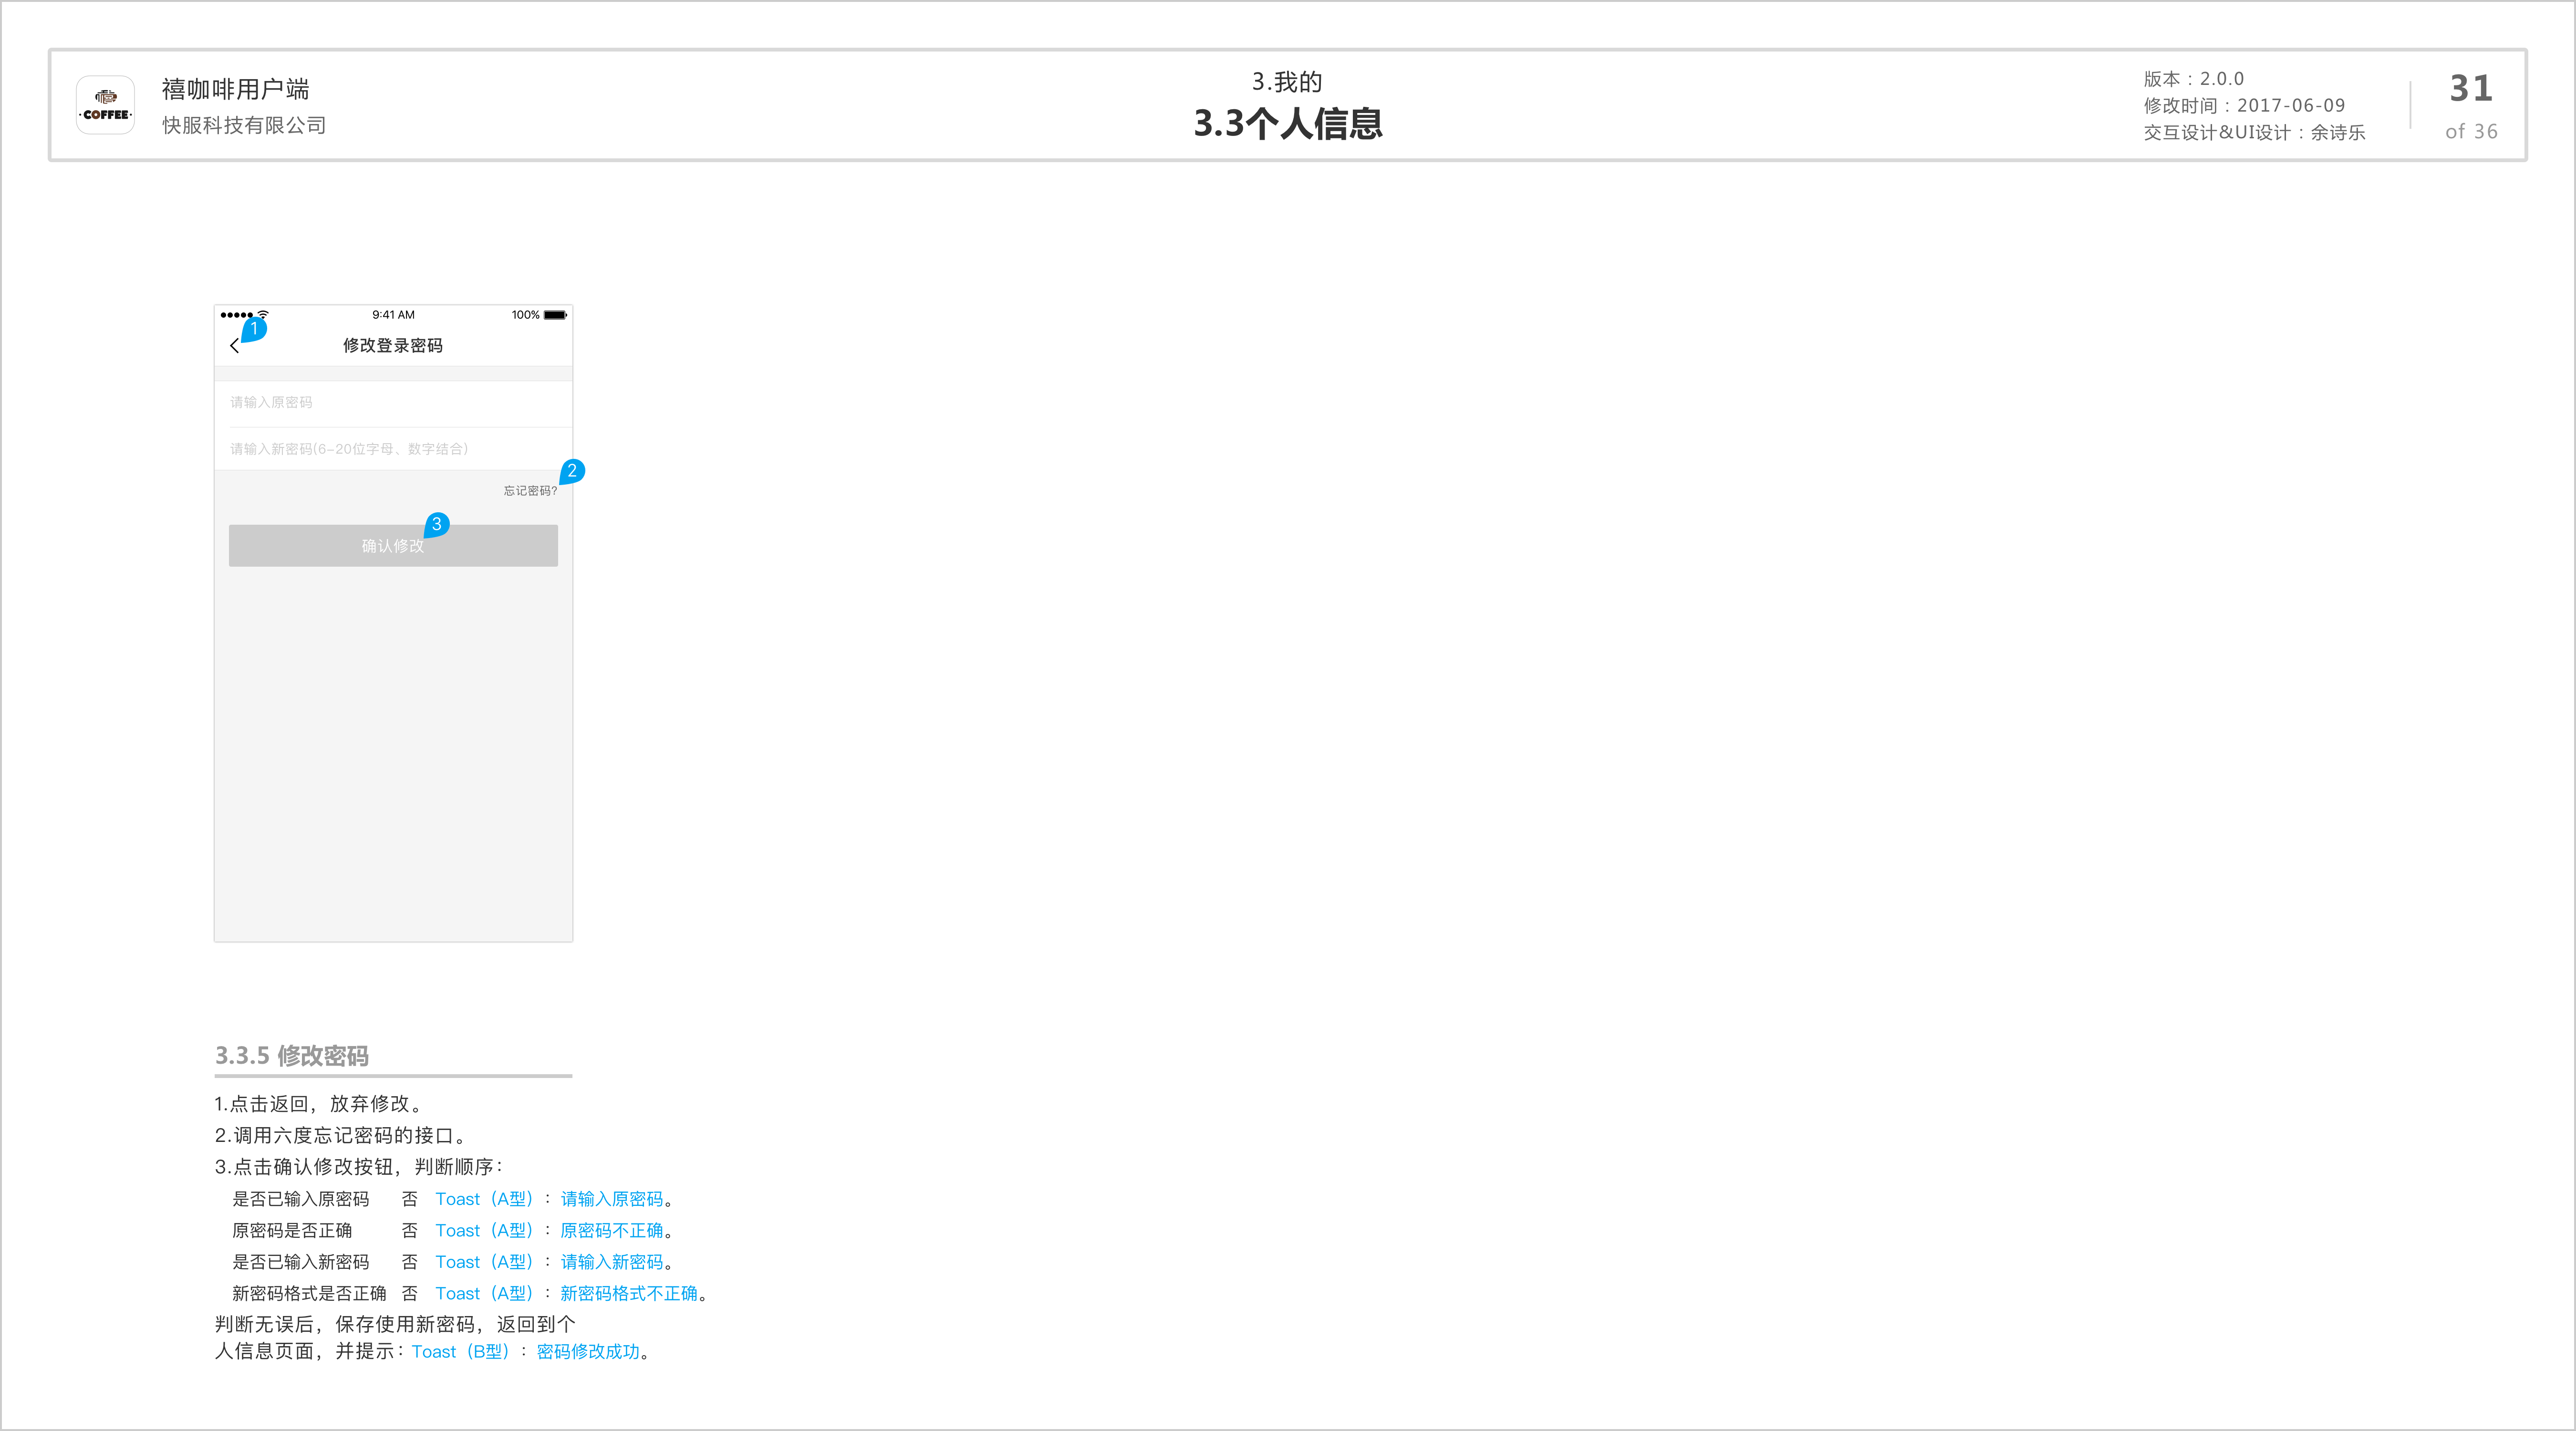 ·COFFEE·
禧咖啡用户端
快服科技有限公司
3.我的
3.3个人信息
版本：2.0.0
修改时间：2017-06-09
交互设计&UI设计：余诗乐
31
of 36
9:41 AM
100%
1
修改登录密码
请输入原密码
请输入新密码(6-20位字母、数字结合)
2
忘记密码?
3
确认修改
3.3.5 修改密码
1.点击返回，放弃修改。
2.调用六度忘记密码的接口。
3.点击确认修改按钮，判断顺序：
是否已输入原密码 否 Toast（A型）：请输入原密码。
原密码是否正确 否 Toast（A型）：原密码不正确。
是否已输入新密码 否 Toast（A型）：请输入新密码。
新密码格式是否正确 否 Toast（A型）：新密码格式不正确。
判断无误后，保存使用新密码，返回到个
人信息页面，并提示：Toast（B型）：密码修改成功。